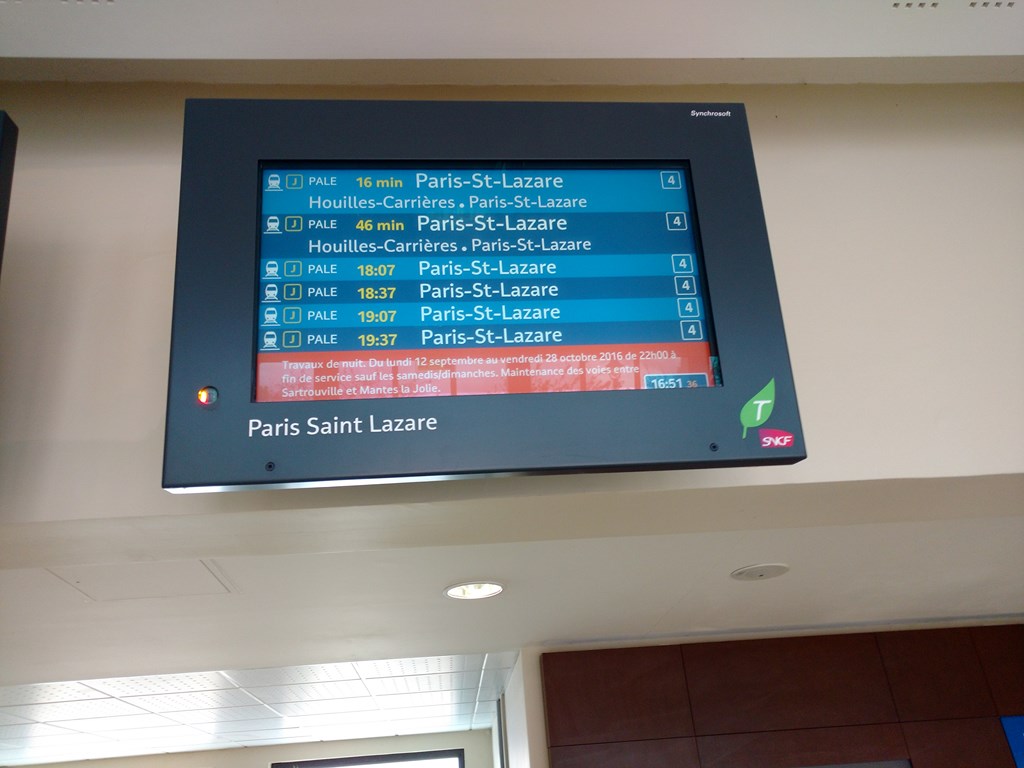 Synchrosoft
J PALE 16 min Paris-St-Lazare 4
Houilles-Carrières • Paris-St-Lazare
J PALE 46 min Paris-St-Lazare 4
Houilles-Carrières • Paris-St-Lazare
J PALE 18:07 Paris-St-Lazare 4
J PALE 18:37 Paris-St-Lazare 4
J PALE 19:07 Paris-St-Lazare 4
J PALE 19:37 Paris-St-Lazare 4
Travaux de nuit. Du lundi 12 septembre au vendredi 28 octobre 2016 de 22h00 à
fin de service sauf les samedis/dimanches. Maintenance des voies entre
Sartrouville et Mantes la Jolie.
16:51 36
Paris Saint Lazare
T
SNCF